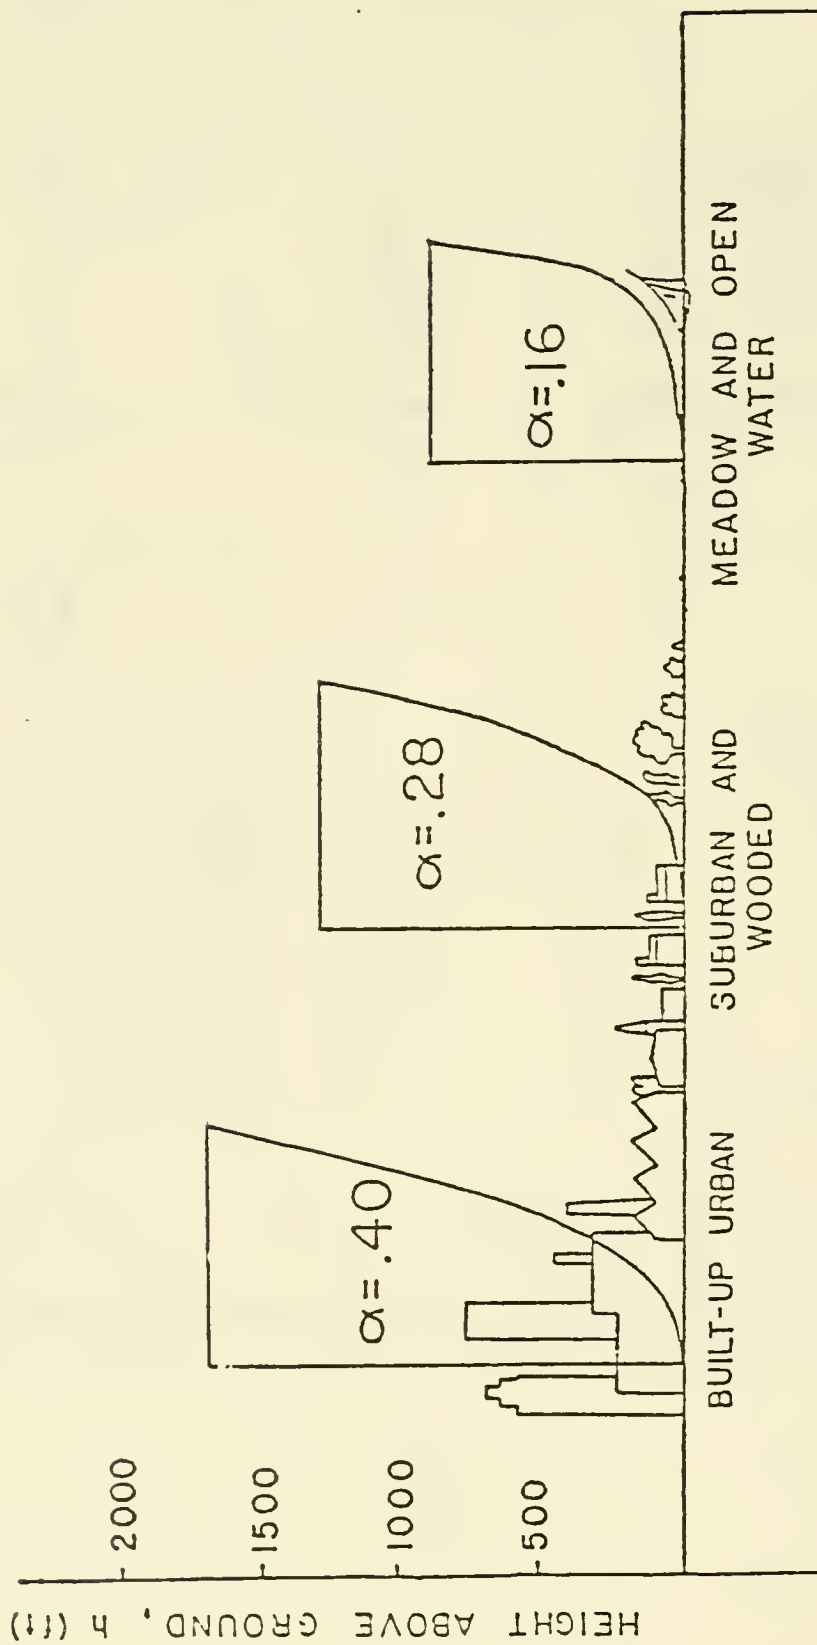 HEIGHT ABOVE GROUND, h (ft)
2000
1500
1000
500
α=.40
α=.28
α=.16
BUILT-UP URBAN
SUBURBAN AND
WOODED
MEADOW AND OPEN
WATER